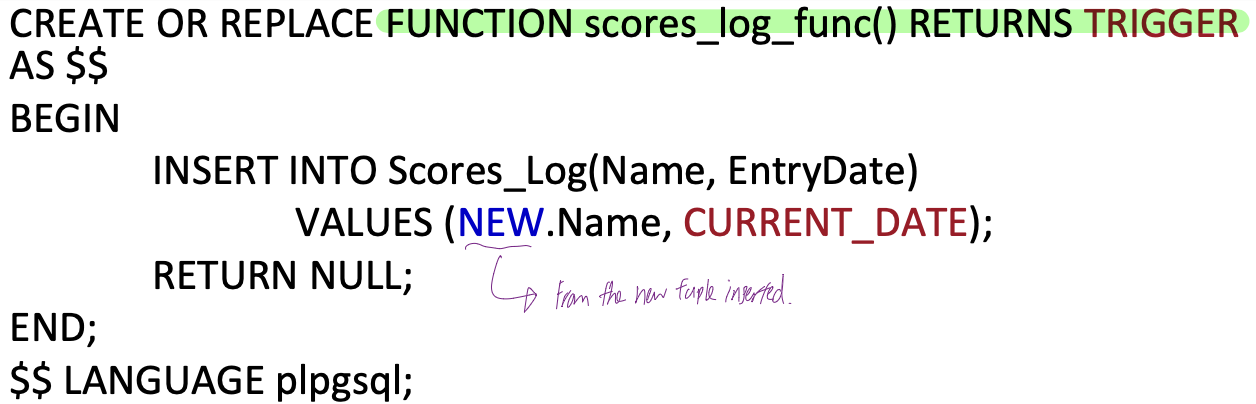 CREATE OR REPLACE FUNCTION scores_log_func() RETURNS TRIGGER
AS $$
BEGIN
INSERT INTO Scores_Log(Name, EntryDate)
VALUES (NEW.Name, CURRENT_DATE);
RETURN NULL;
From the new tuple inserted.
END;
$$ LANGUAGE plpgsql;